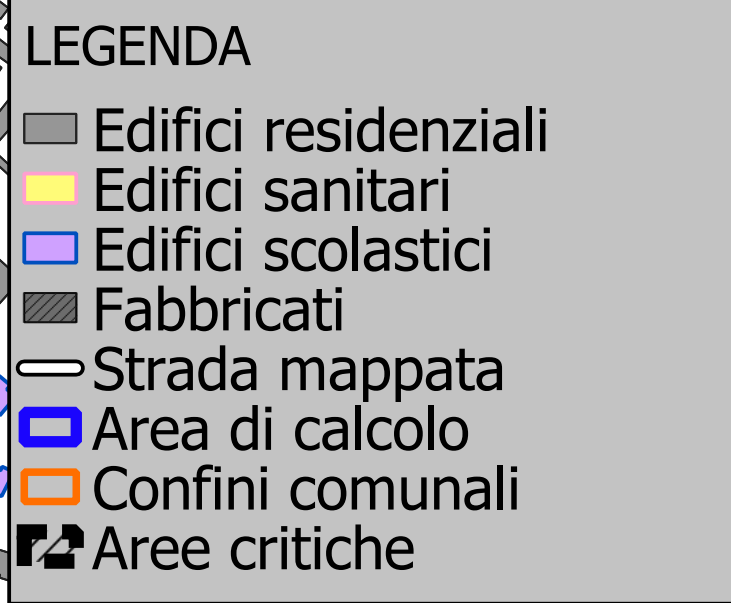 LEGENDA
Edifici residenziali
Edifici sanitari
Edifici scolastici
Fabbricati
Strada mappata
Area di calcolo
Confini comunali
Aree critiche